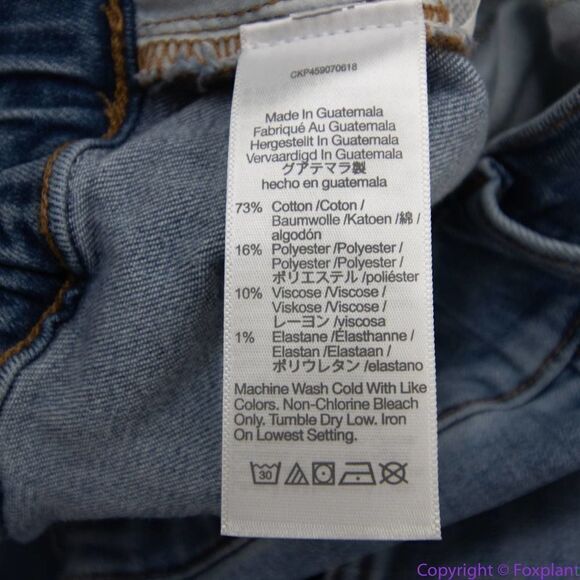 CKP459070618
Made In Guatemala
Fabriqué Au Guatemala
Hergestellt In Guatemala
Vervaardigd In Guatemala
グアテマラ製
hecho en guatemala
73% Cotton /Coton /
Baumwolle /Katoen /綿 /
algodón
16% Polyester /Polyester /
Polyester /Polyester /
ポリエステル /poliéster
10% Viscose /Viscose /
Viskose /Viscose /
レーヨン /viscosa
1% Elastane /Élasthanne /
Elastan /Elastaan /
ポリウレタン /elastano
Machine Wash Cold With Like
Colors. Non-Chlorine Bleach
Only. Tumble Dry Low. Iron
On Lowest Setting.
30
Copyright © Foxplant